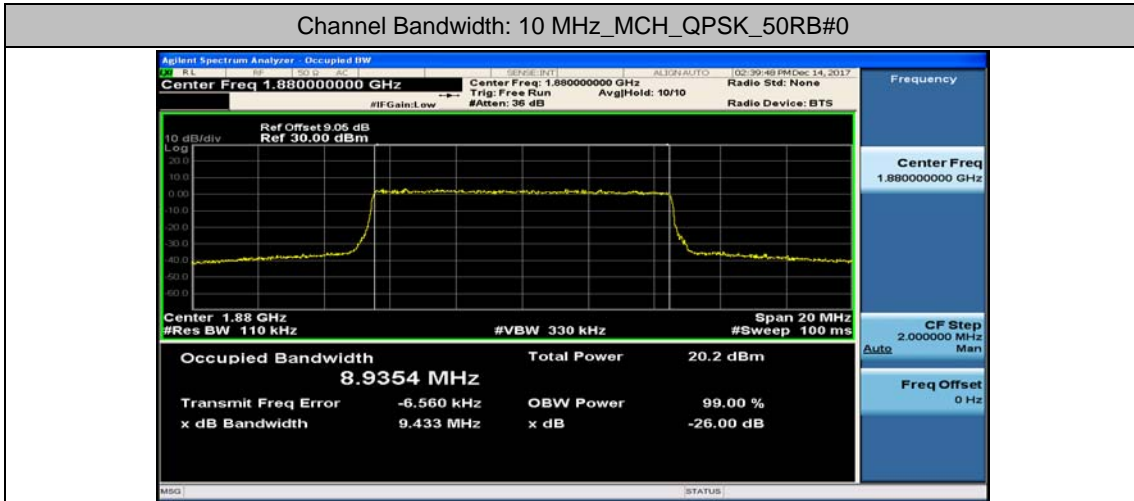 Channel Bandwidth: 10 MHz_MCH_QPSK_50RB#0
Agilent Spectrum Analyzer - Occupied BW
RL RF 50 Ω AC SENSE:INT ALIGN AUTO 02:39:48 PM Dec 14, 2017
Center Freq 1.880000000 GHz
Center Freq: 1.880000000 GHz
Radio Std: None
Trig: Free Run Avg|Hold: 10/10
#IFGain:Low #Atten: 36 dB Radio Device: BTS
Ref Offset 9.05 dB
10 dB/div Ref 30.00 dBm
Log
20.0
10.0
0.00
-10.0
-20.0
-30.0
-40.0
-50.0
-60.0
Center 1.88 GHz Span 20 MHz
#Res BW 110 kHz #VBW 330 kHz #Sweep 100 ms
Occupied Bandwidth Total Power 20.2 dBm
8.9354 MHz
Transmit Freq Error -6.560 kHz OBW Power 99.00 %
x dB Bandwidth 9.433 MHz x dB -26.00 dB
MSG STATUS
Frequency
Center Freq
1.880000000 GHz
CF Step
2.000000 MHz
Auto Man
Freq Offset
0 Hz